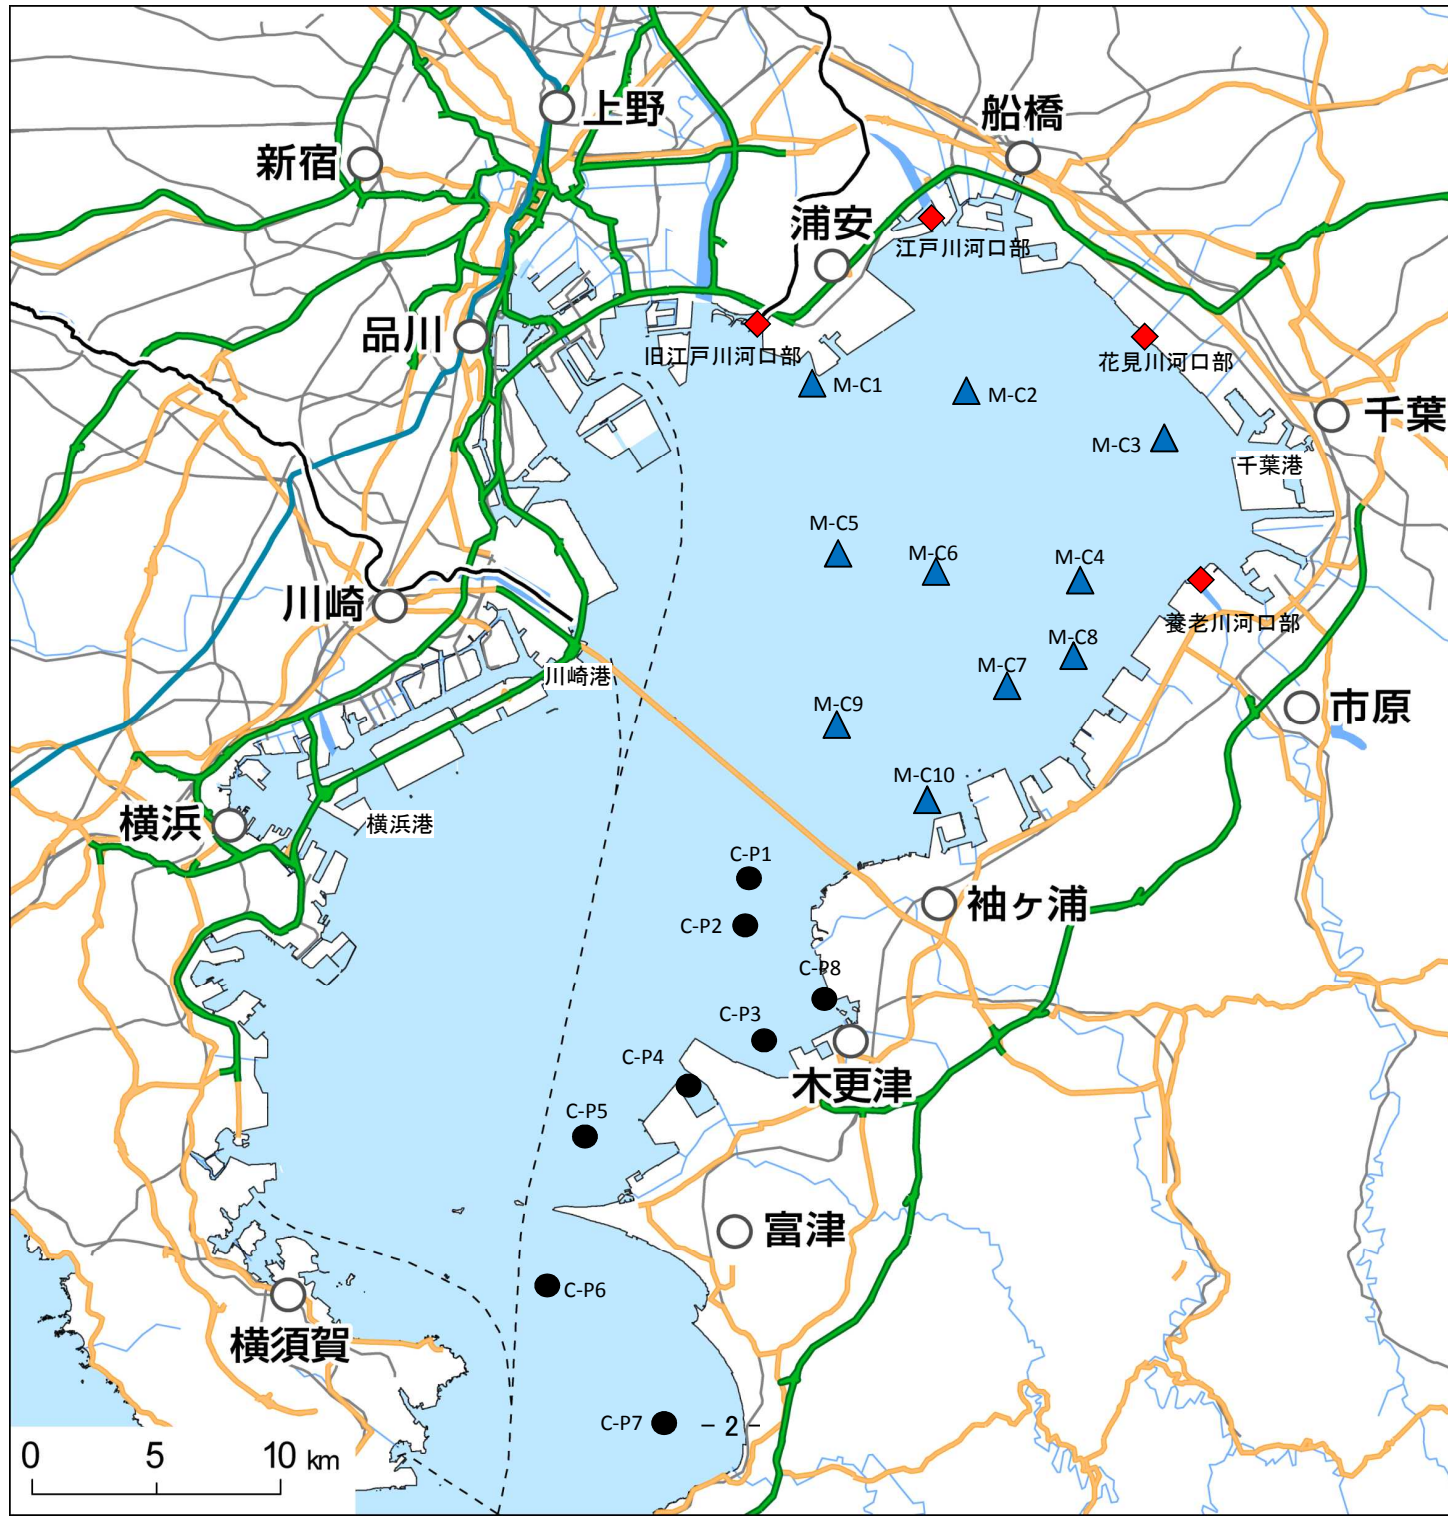 上野
船橋
新宿
浦安
江戸川河口部
品川
旧江戸川河口部
花見川河口部
M-C1
M-C2
千葉
M-C3
千葉港
M-C5
M-C6
M-C4
川崎
養老川河口部
M-C8
M-C7
川崎港
M-C9
市原
M-C10
横浜
横浜港
C-P1
袖ヶ浦
C-P2
C-P8
C-P3
C-P4
木更津
C-P5
富津
C-P6
横須賀
C-P7
- 2 -
0 5 10 km